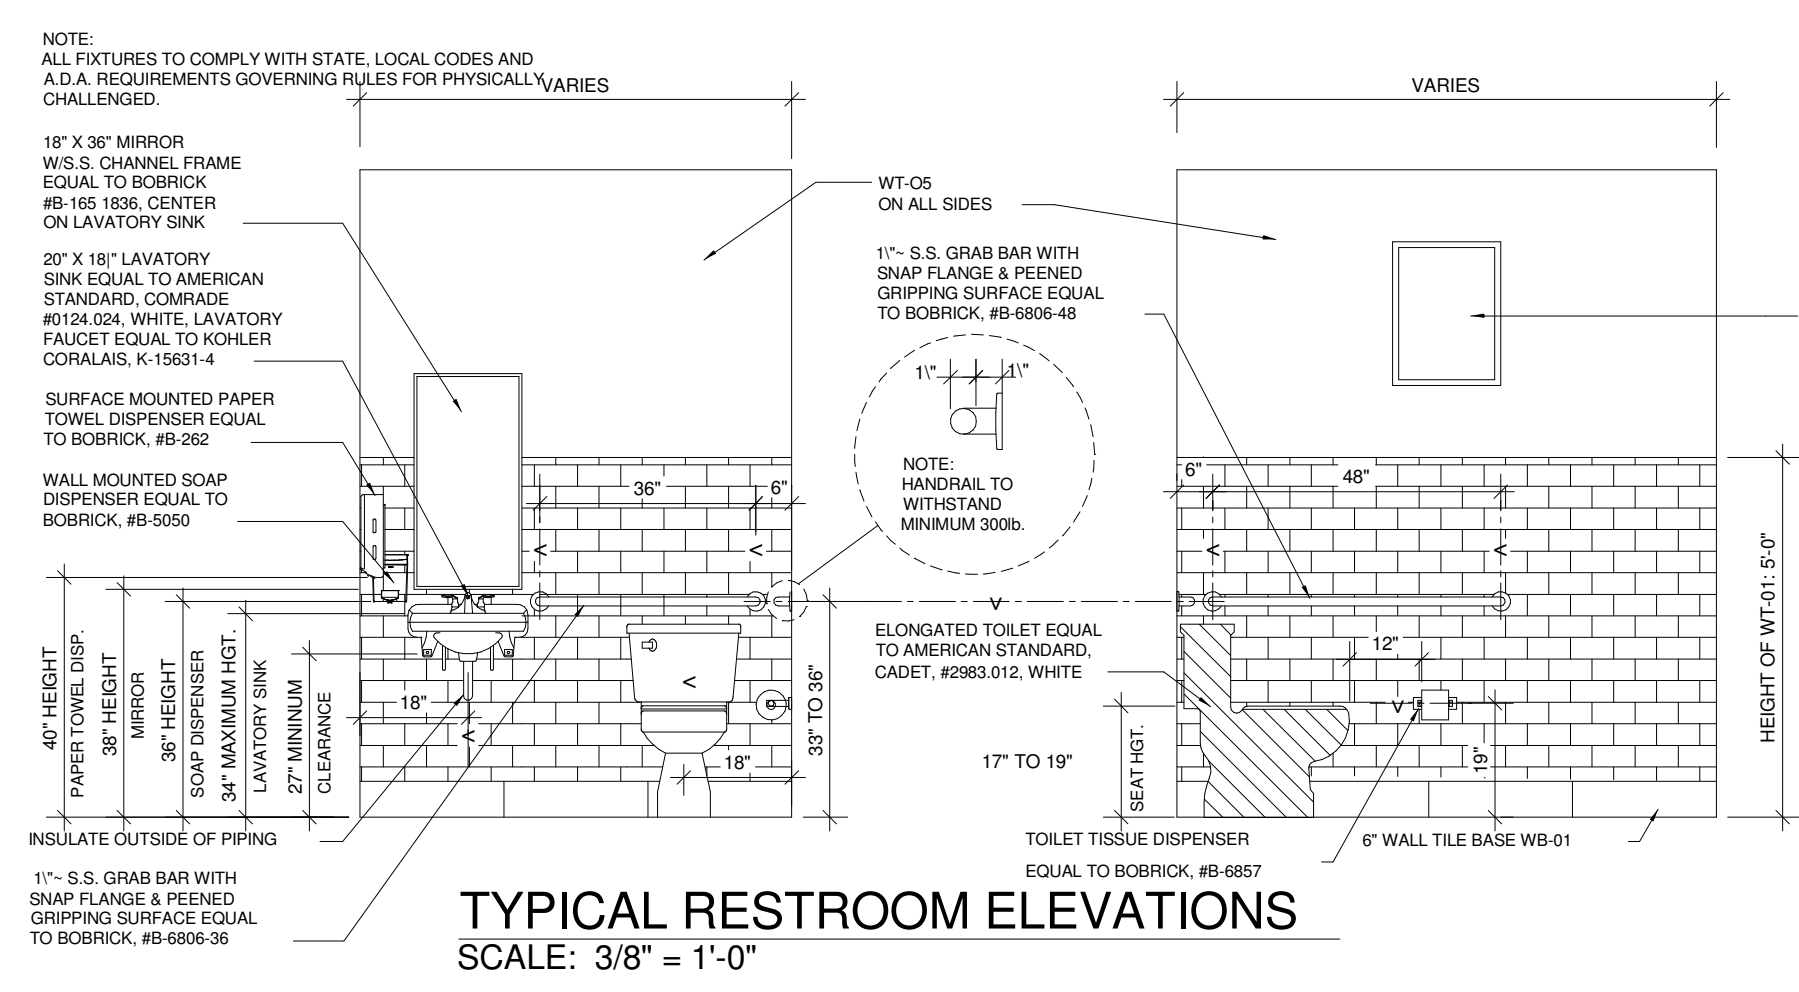 NOTE:
ALL FIXTURES TO COMPLY WITH STATE, LOCAL CODES AND
A.D.A. REQUIREMENTS GOVERNING RULES FOR PHYSICALLY
CHALLENGED.
VARIES
VARIES
18" X 36" MIRROR
W/S.S. CHANNEL FRAME
EQUAL TO BOBRICK
#B-165 1836, CENTER
ON LAVATORY SINK
20" X 18|" LAVATORY
SINK EQUAL TO AMERICAN
STANDARD, COMRADE
#0124.024, WHITE, LAVATORY
FAUCET EQUAL TO KOHLER
CORALAIS, K-15631-4
SURFACE MOUNTED PAPER
TOWEL DISPENSER EQUAL
TO BOBRICK, #B-262
WALL MOUNTED SOAP
DISPENSER EQUAL TO
BOBRICK, #B-5050
WT-O5
ON ALL SIDES
1\"~ S.S. GRAB BAR WITH
SNAP FLANGE & PEENED
GRIPPING SURFACE EQUAL
TO BOBRICK, #B-6806-48
1\"
1\"
NOTE:
HANDRAIL TO
WITHSTAND
MINIMUM 300lb.
36"
6"
6"
48"
<
<
<
<
<
ELONGATED TOILET EQUAL
TO AMERICAN STANDARD,
CADET, #2983.012, WHITE
40" HEIGHT
PAPER TOWEL DISP.
38" HEIGHT
MIRROR
36" HEIGHT
SOAP DISPENSER
34" MAXIMUM HGT.
LAVATORY SINK
27" MININUM
CLEARANCE
18"
<
<
18"
33" TO 36"
17" TO 19"
SEAT HGT.
12"
<
19"
HEIGHT OF WT-01: 5'-0"
INSULATE OUTSIDE OF PIPING
1\"~ S.S. GRAB BAR WITH
SNAP FLANGE & PEENED
GRIPPING SURFACE EQUAL
TO BOBRICK, #B-6806-36
TOILET TISSUE DISPENSER
EQUAL TO BOBRICK, #B-6857
6" WALL TILE BASE WB-01
TYPICAL RESTROOM ELEVATIONS
SCALE: 3/8" = 1'-0"